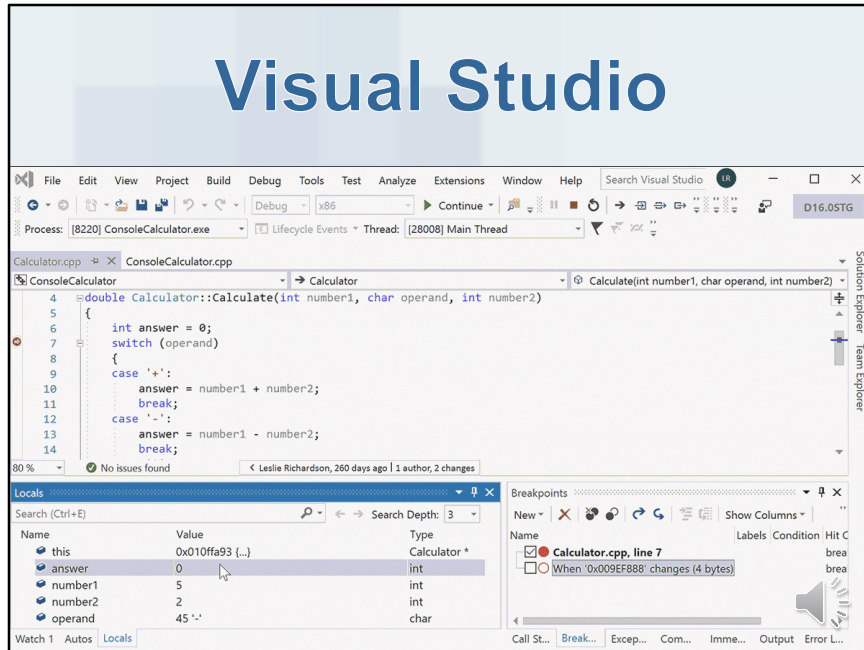 Visual Studio
File Edit View Project Build Debug Tools Test Analyze Extensions Window Help Search Visual Studio LR
Debug x86 Continue D16.0STG
Process: [8220] ConsoleCalculator.exe Lifecycle Events Thread: [28008] Main Thread
Calculator.cpp ConsoleCalculator.cpp
ConsoleCalculator Calculator Calculate(int number1, char operand, int number2)
4 double Calculator::Calculate(int number1, char operand, int number2)
5 {
6 int answer = 0;
7 switch (operand)
8 {
9 case '+':
10 answer = number1 + number2;
11 break;
12 case '-':
13 answer = number1 - number2;
14 break;
Solution Explorer
Team Explorer
80 % No issues found < Leslie Richardson, 260 days ago | 1 author, 2 changes
Locals
Search (Ctrl+E) Search Depth: 3
Name Value Type
this 0x010ffa93 {...} Calculator *
answer 0 int
number1 5 int
number2 2 int
operand 45 '-' char
Watch 1 Autos Locals
Breakpoints
New Show Columns
Name Labels Condition Hit C
Calculator.cpp, line 7 brea
When '0x009EF888' changes (4 bytes) brea
Call St... Break... Excep... Com... Imme... Output Error L...